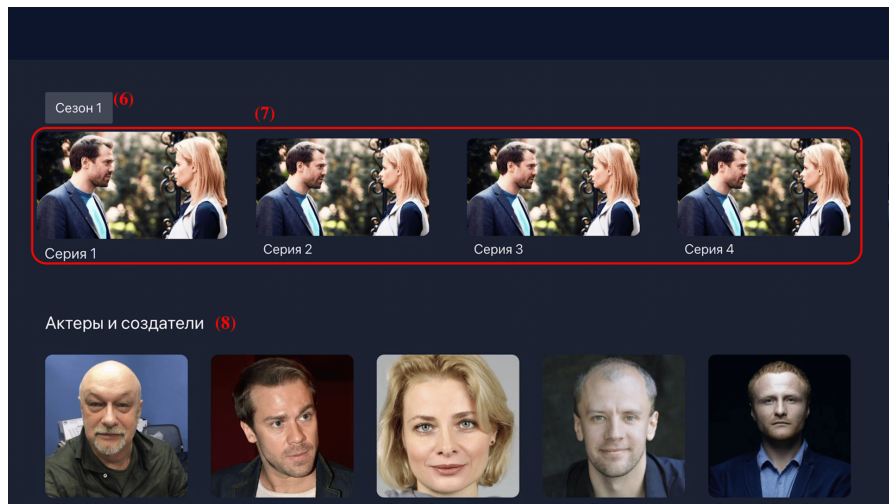 Сезон 1 (6)
(7)
Серия 1 Серия 2 Серия 3 Серия 4
Актеры и создатели (8)